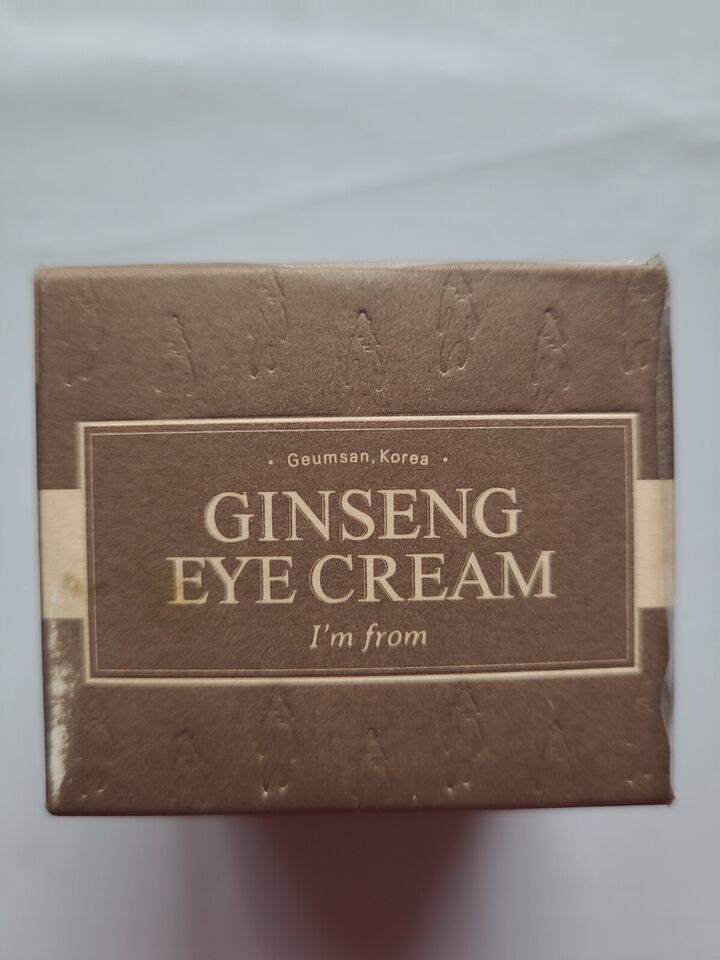 · Geumsan, Korea ·
GINSENG
EYE CREAM
I'm from